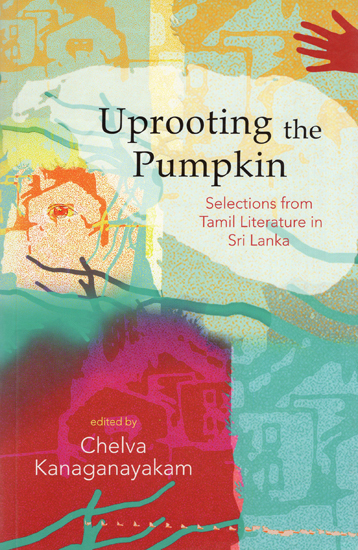 Uprooting the
Pumpkin
Selections from
Tamil Literature in
Sri Lanka
edited by
Chelva
Kanaganayakam